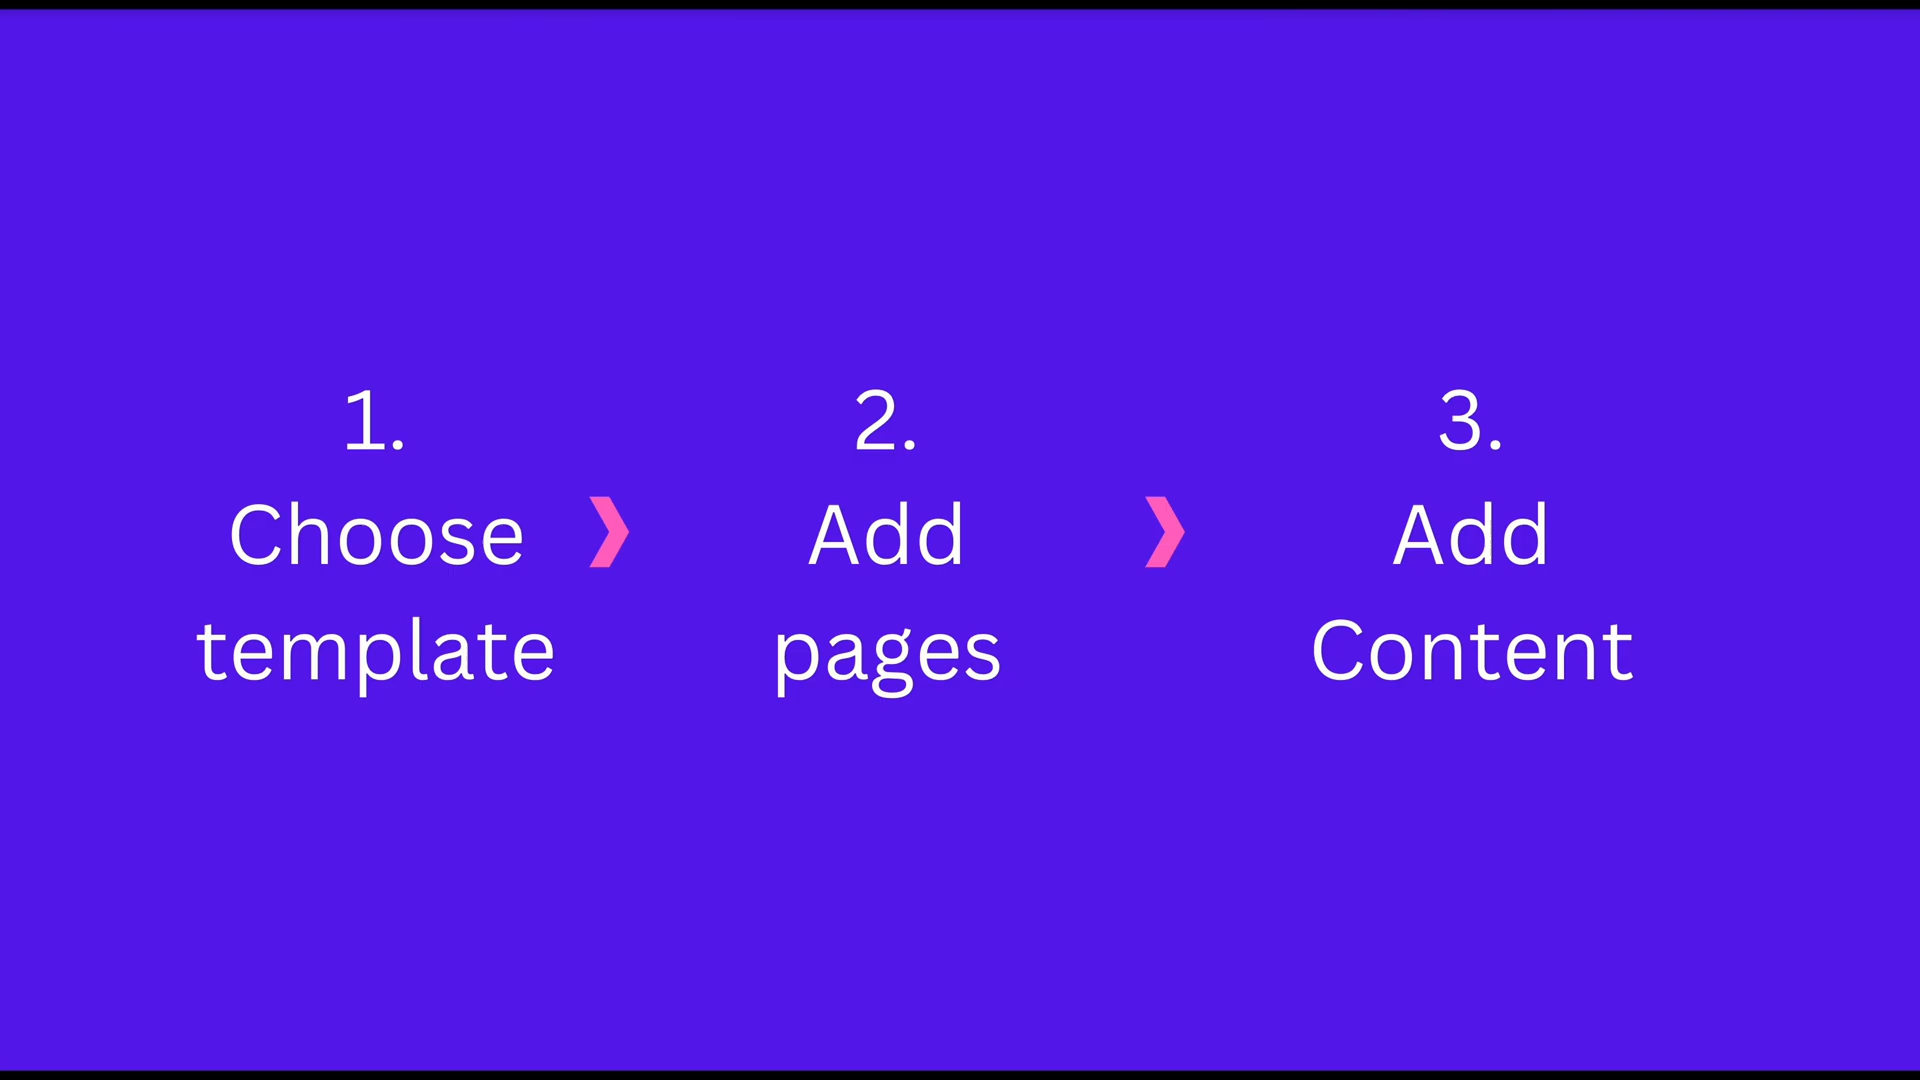 1.
Choose
template
2.
Add
pages
3.
Add
Content